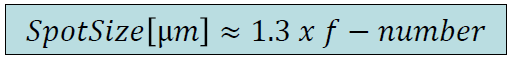 SpotSize[μm] ≈ 1.3 x f − number